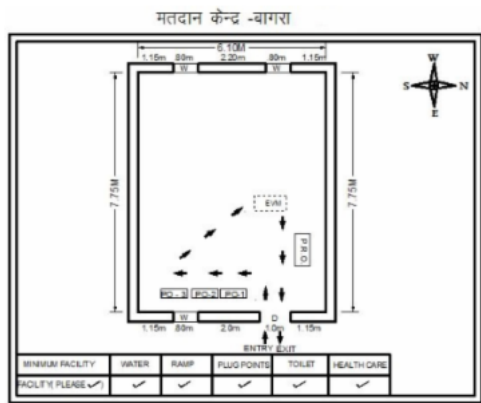 मतदान केन्द्र -बागरा
6.10M
1.15m .80m 2.20m .80m 1.15m
W W
W
S N
E
7.75M
7.75M
EVM
P.R.O
PO - 3 PO-2 PO-1
W D
1.15m .80m 2.0m 1.0m 1.15m
ENTRY EXIT
MINIMUM FACILITY WATER RAMP PLUG POINTS TOILET HEALTH CARE
FACILITY( PLEASE ✓) ✓ ✓ ✓ ✓ ✓